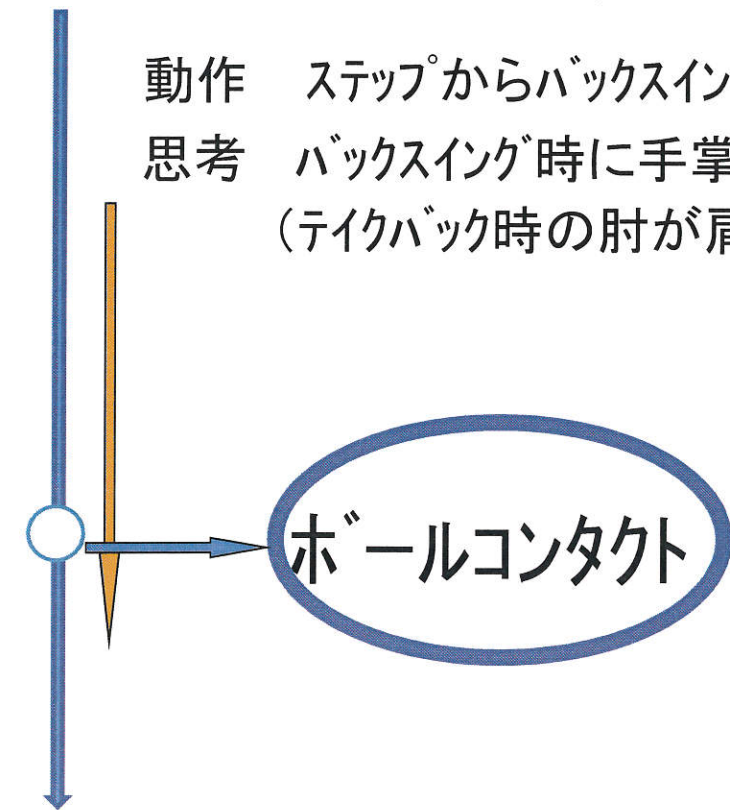 動作　ステップからバックスイン
思考　バックスイング時に手掌
（テイクバック時の肘が肩
ボールコンタクト